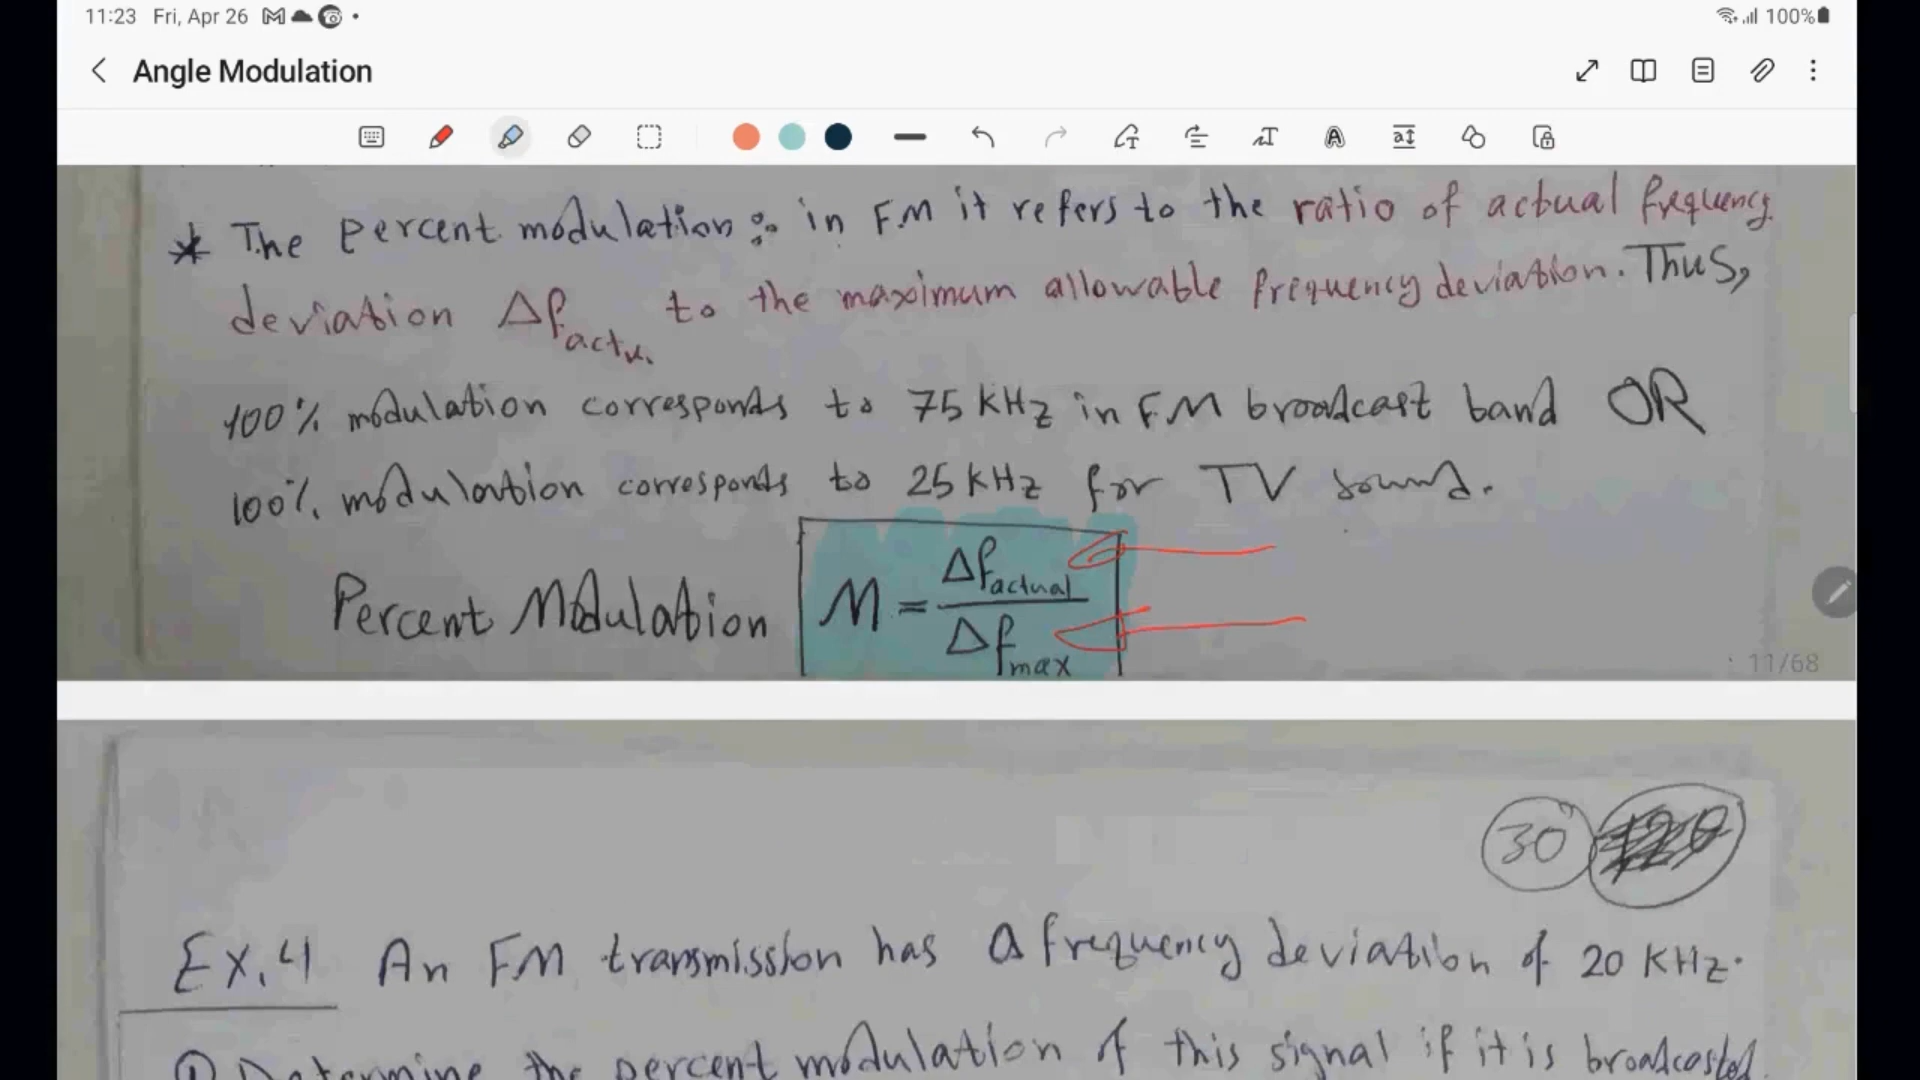 11:23 Fri, Apr 26
100%
Angle Modulation
* The percent modulation : in FM it refers to the ratio of actual frequency
deviation Δf actu. to the maximum allowable frequency deviation. Thus,
100% modulation corresponds to 75 KHz in FM broadcast band OR
100% modulation corresponds to 25 KHz for TV sound.
Percent Modulation M = Δf actual / Δf max
11/68
30
Ex.4 An FM transmission has a frequency deviation of 20 KHz.
① Determine the percent modulation of this signal if it is broadcasted